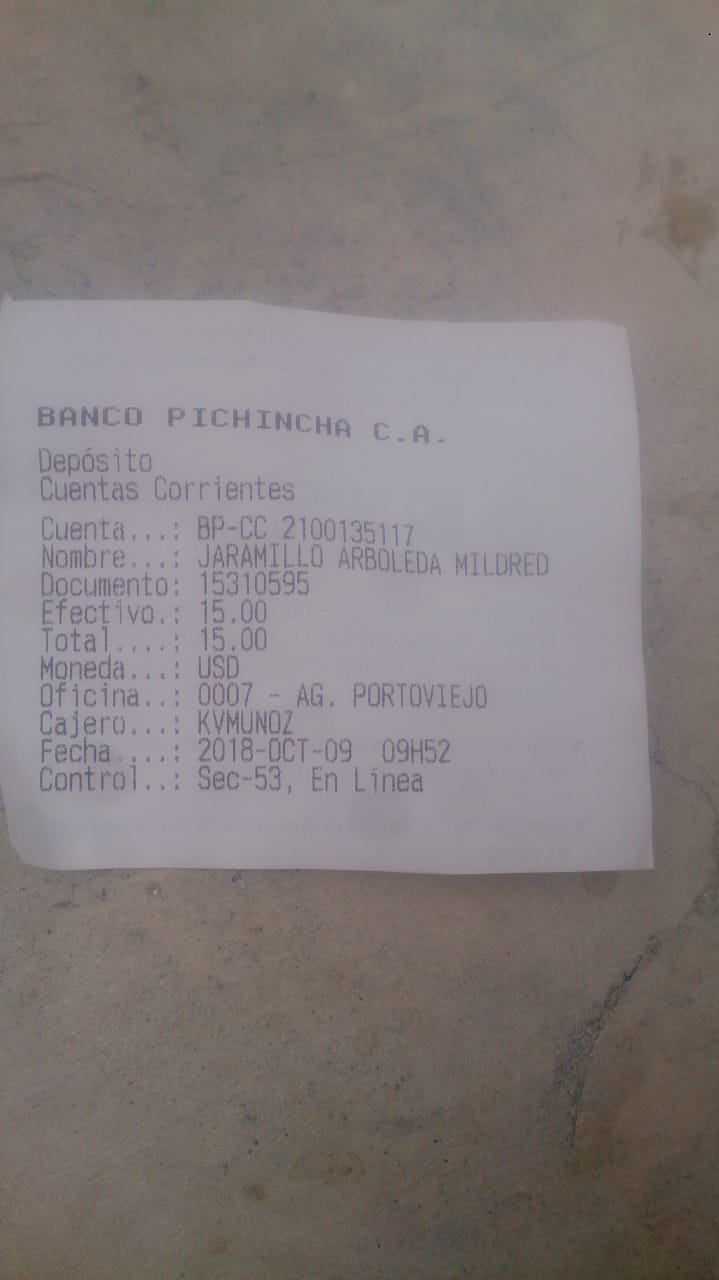 BANCO PICHINCHA C.A.
Depósito
Cuentas Corrientes
Cuenta...: BP-CC 2100135117
Nombre...: JARAMILLO ARBOLEDA MILDRED
Documento: 15310595
Efectivo.: 15.00
Total....: 15.00
Moneda...: USD
Oficina..: 0007 - AG. PORTOVIEJO
Cajero...: KVMUNOZ
Fecha....: 2018-OCT-09 09H52
Control..: Sec-53, En Línea